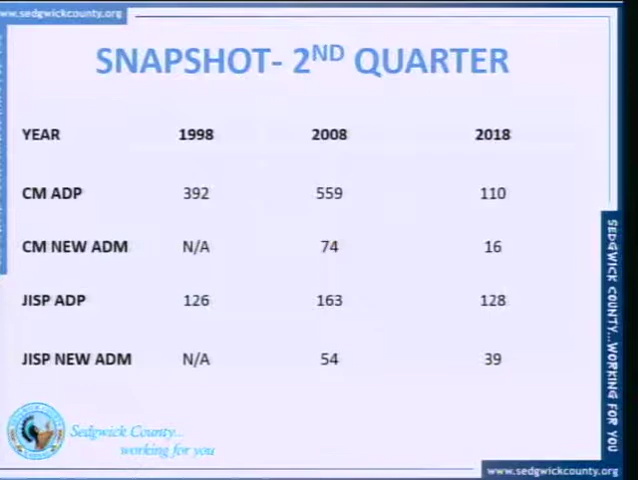 www.sedgwickcounty.org
SNAPSHOT- 2ND QUARTER
YEAR 1998 2008 2018
CM ADP 392 559 110
CM NEW ADM N/A 74 16
JISP ADP 126 163 128
JISP NEW ADM N/A 54 39
SEDGWICK COUNTY...WORKING FOR YOU
Sedgwick County...
working for you
www.sedgwickcounty.org